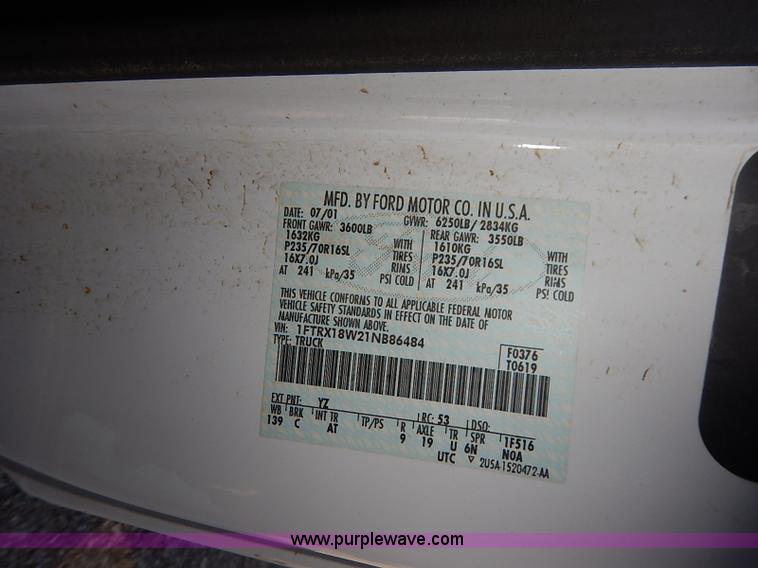 MFD. BY FORD MOTOR CO. IN U.S.A.
DATE: 07/01 GVWR: 6250LB/ 2834KG
FRONT GAWR: 3600LB REAR GAWR: 3550LB
1632KG WITH 1610KG WITH
P235/70R16SL TIRES P235/70R16SL TIRES
16X7.0J RIMS 16X7.0J RIMS
AT 241 kPa/35 PSI COLD AT 241 kPa/35 PSI COLD
THIS VEHICLE CONFORMS TO ALL APPLICABLE FEDERAL MOTOR
VEHICLE SAFETY STANDARDS IN EFFECT ON THE DATE OF
MANUFACTURE SHOWN ABOVE.
VIN: 1FTRX18W21NB86484 F0376
TYPE: TRUCK T0619
EXT PNT: YZ RC: 53 DSO:
WB BRK INT TR TP/PS R AXLE TR SPR 1F516
139 C AT 9 19 U 6N NOA
UTC 2USA-1520472-AA
www.purplewave.com